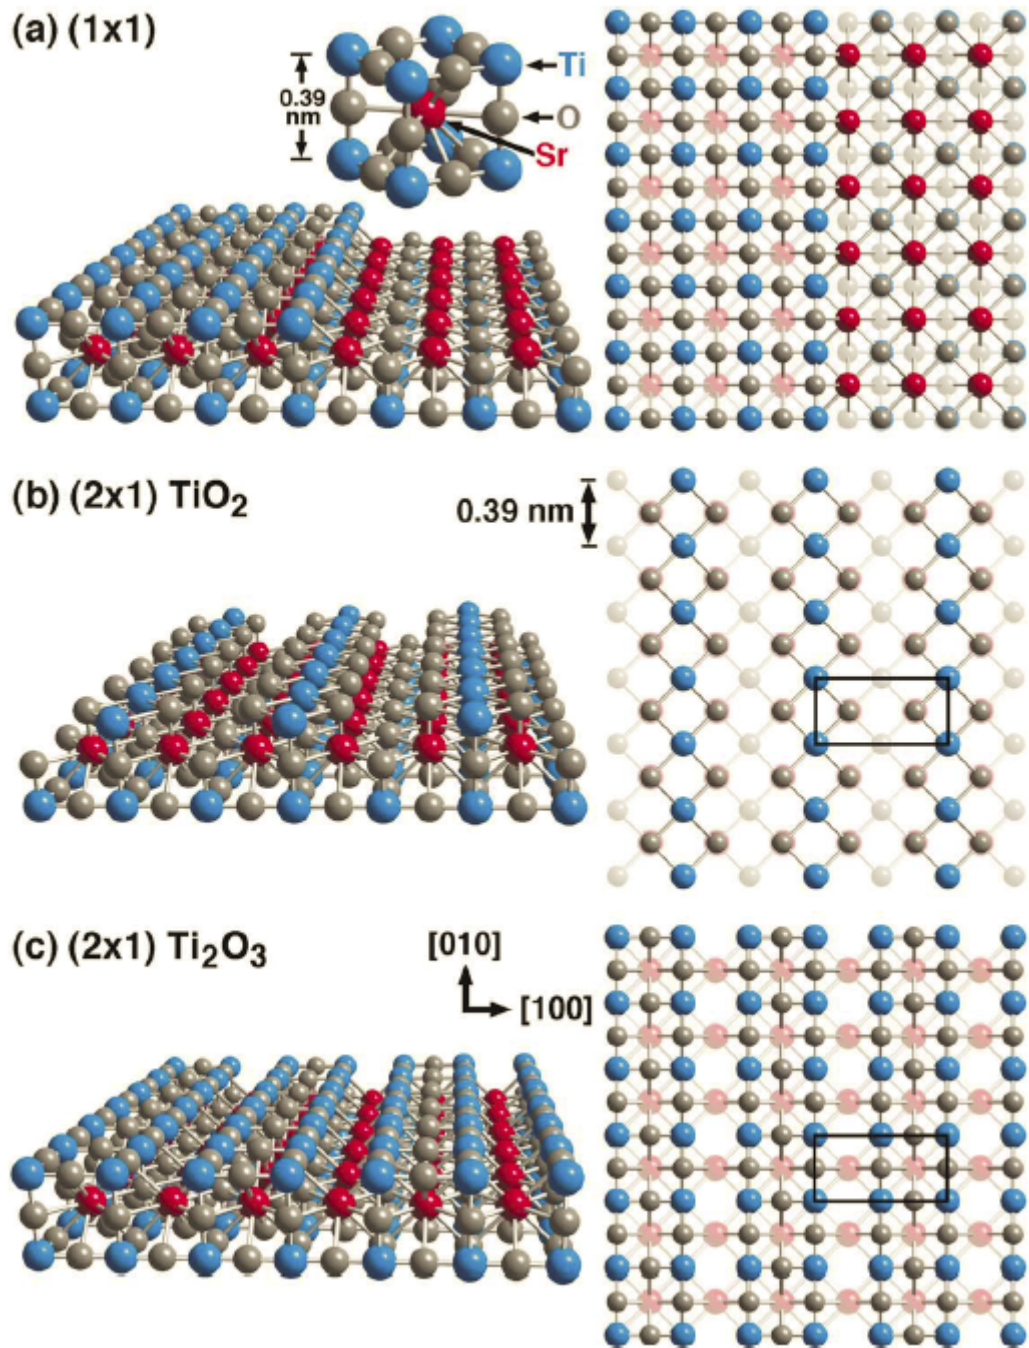 (a) (1x1)
0.39
nm
Ti
O
Sr
(b) (2x1) TiO₂
0.39 nm
(c) (2x1) Ti₂O₃
[010]
[100]